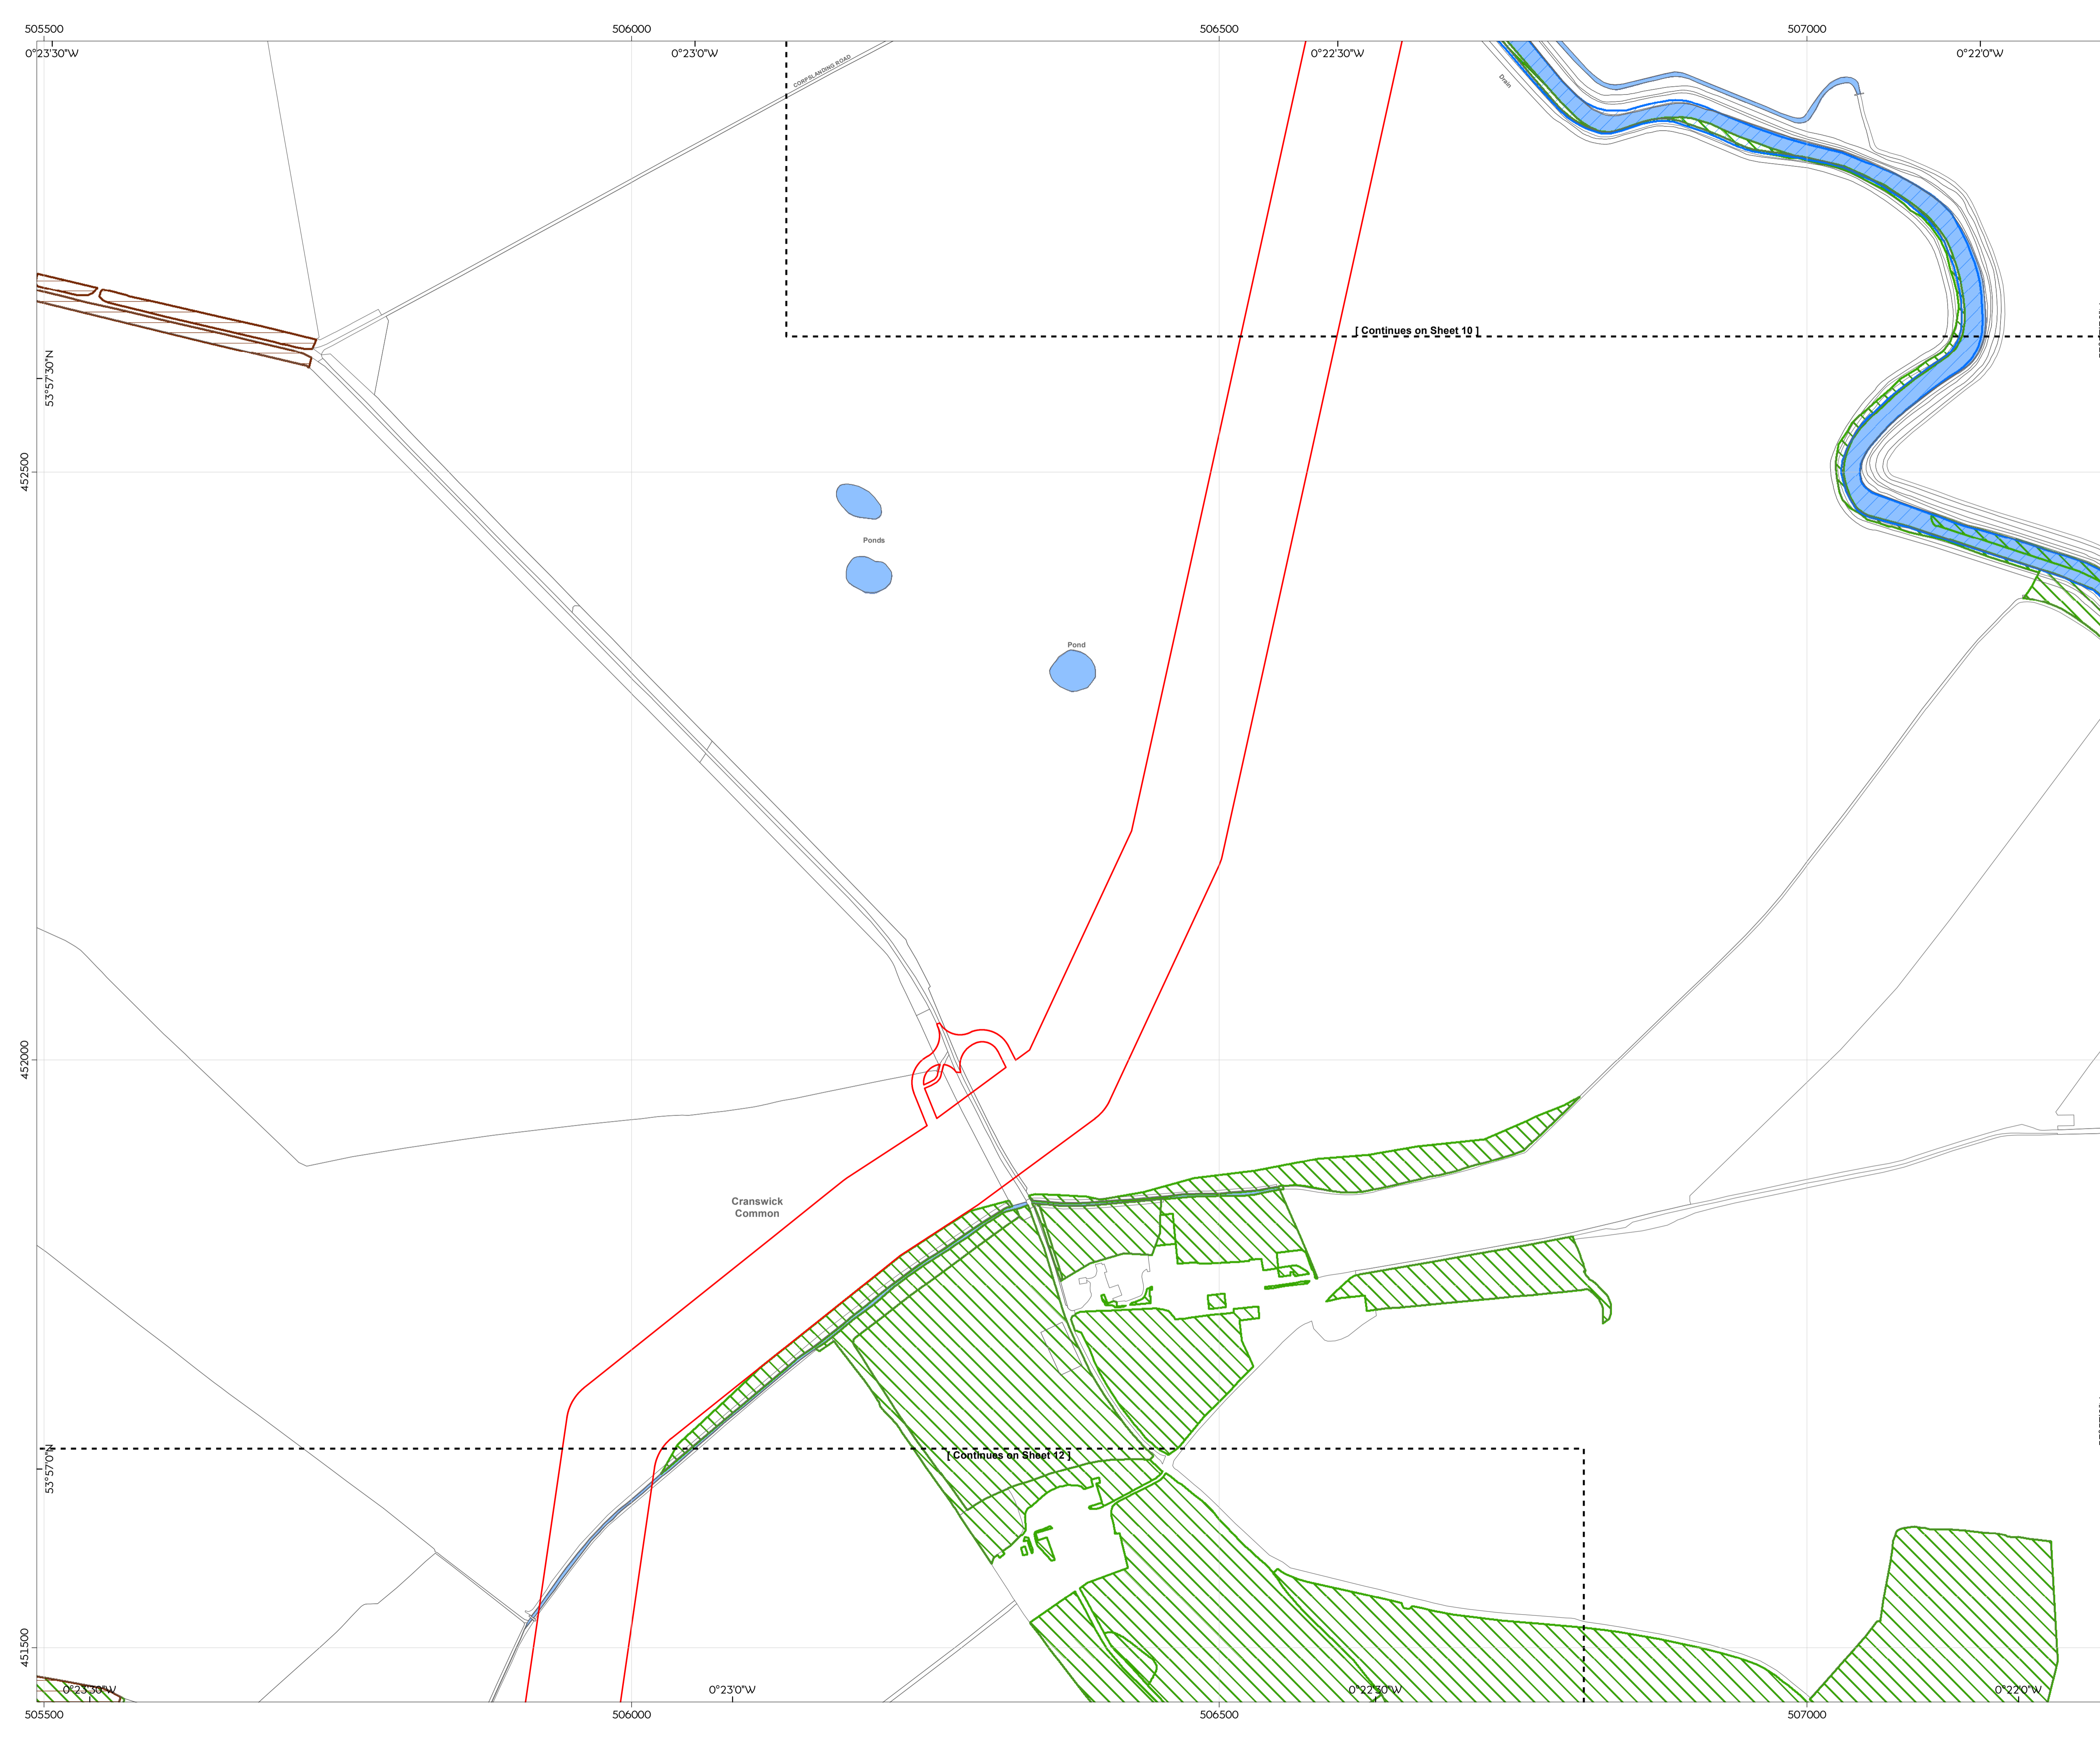 505500
506000
506500
507000
0°23'30"W
0°23'0"W
0°22'30"W
0°22'0"W
CORPSLANDING ROAD
Drain
[ Continues on Sheet 10 ]
53°57'30"N
452500
Ponds
Pond
452000
Cranswick
Common
53°57'0"N
[ Continues on Sheet 12 ]
451500
0°23'30"W
0°23'0"W
0°22'30"W
0°22'0"W
505500
506000
506500
507000